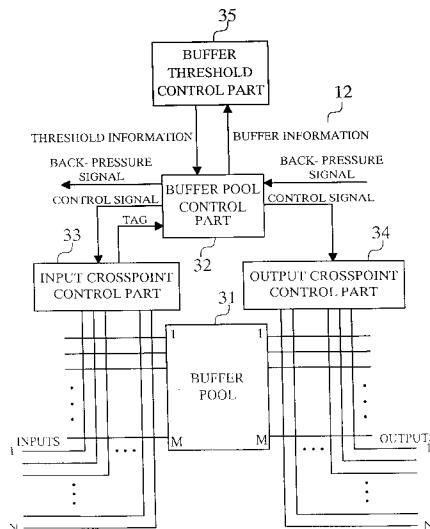 35
BUFFER
THRESHOLD
CONTROL PART
12
THRESHOLD INFORMATION
BUFFER INFORMATION
BACK- PRESSURE
SIGNAL
BACK- PRESSURE
SIGNAL
CONTROL SIGNAL
BUFFER POOL
CONTROL
PART
CONTROL SIGNAL
TAG
33
32
34
INPUT CROSSPOINT
CONTROL PART
31
OUTPUT CROSSPOINT
CONTROL PART
1
1
BUFFER
POOL
INPUTS
M
M
OUTPUTS
1
1
N
N